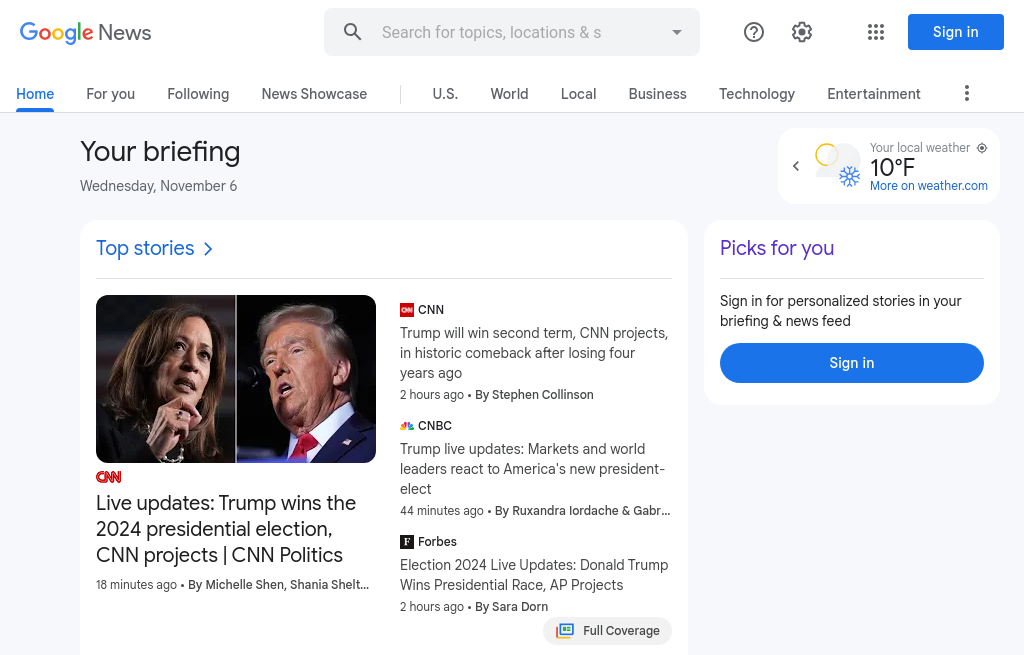 Google News
Search for topics, locations & s
Sign in
Home
For you
Following
News Showcase
U.S.
World
Local
Business
Technology
Entertainment
Your briefing
Wednesday, November 6
Your local weather
10°F
More on weather.com
Top stories
CNN
Live updates: Trump wins the
2024 presidential election,
CNN projects | CNN Politics
18 minutes ago • By Michelle Shen, Shania Shelt…
CNN
CNN
Trump will win second term, CNN projects,
in historic comeback after losing four
years ago
2 hours ago • By Stephen Collinson
CNBC
Trump live updates: Markets and world
leaders react to America's new president-
elect
44 minutes ago • By Ruxandra Iordache & Gabr…
F
Forbes
Election 2024 Live Updates: Donald Trump
Wins Presidential Race, AP Projects
2 hours ago • By Sara Dorn
Full Coverage
Picks for you
Sign in for personalized stories in your
briefing & news feed
Sign in